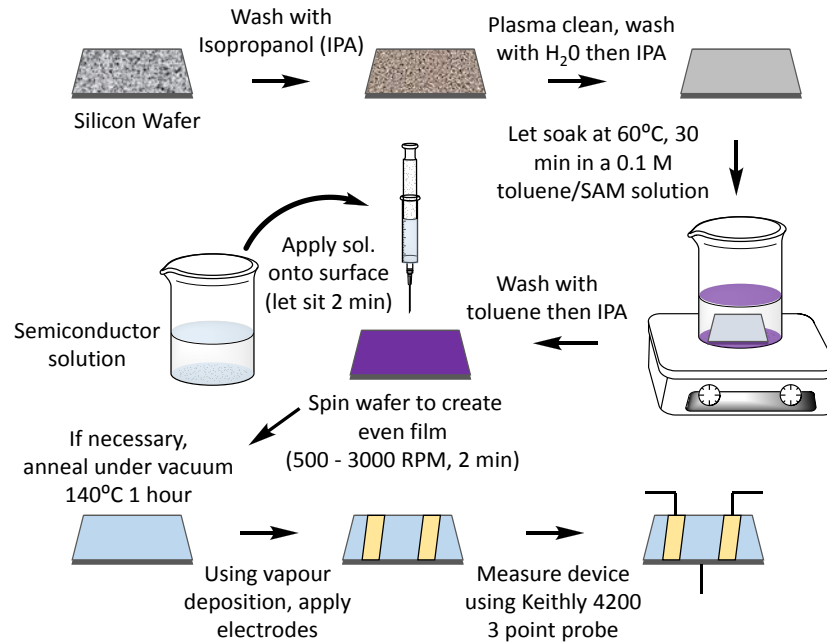 Wash with
Isopropanol (IPA)
Plasma clean, wash
with H₂0 then IPA
Silicon Wafer
Let soak at 60⁰C, 30
min in a 0.1 M
toluene/SAM solution
Apply sol.
onto surface
(let sit 2 min)
Wash with
toluene then IPA
Semiconductor
solution
Spin wafer to create
even film
(500 - 3000 RPM, 2 min)
If necessary,
anneal under vacuum
140⁰C 1 hour
Using vapour
deposition, apply
electrodes
Measure device
using Keithly 4200
3 point probe